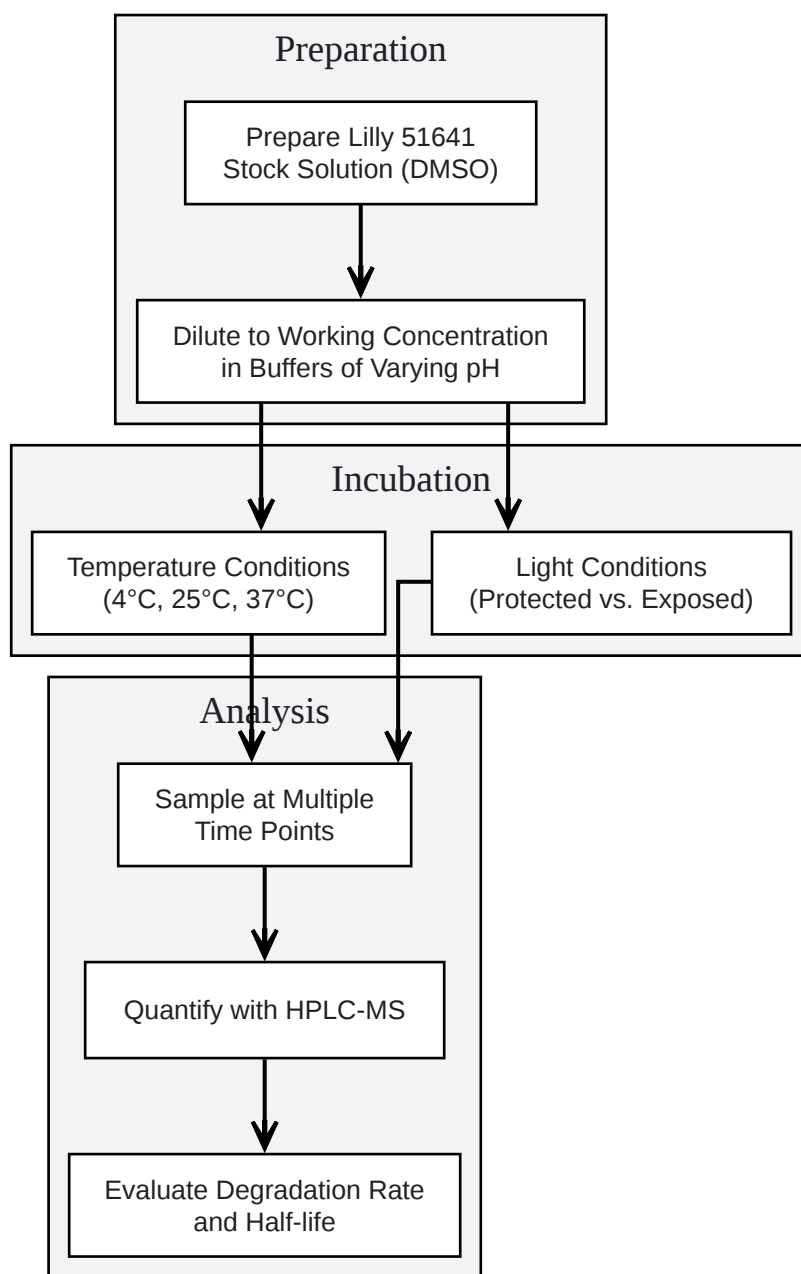 Preparation
Prepare Lilly 51641
Stock Solution (DMSO)
Dilute to Working Concentration
in Buffers of Varying pH
Incubation
Temperature Conditions
(4°C, 25°C, 37°C)
Light Conditions
(Protected vs. Exposed)
Analysis
Sample at Multiple
Time Points
Quantify with HPLC-MS
Evaluate Degradation Rate
and Half-life